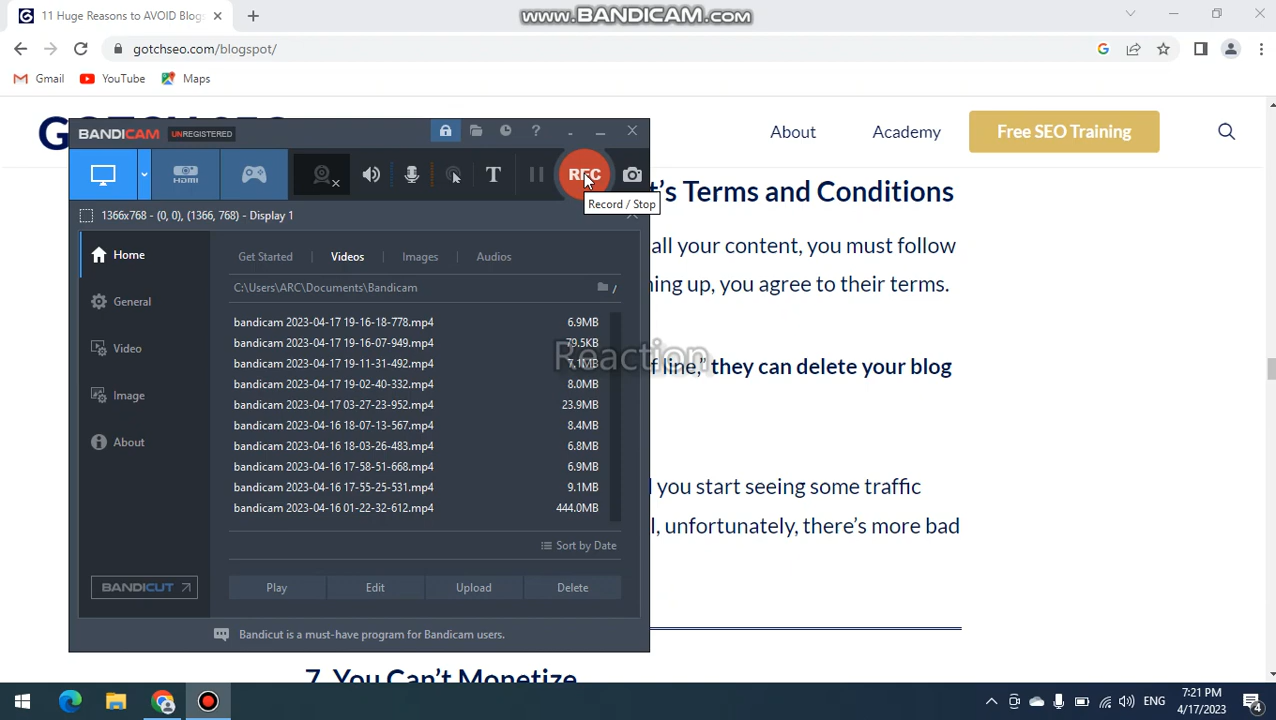 11 Huge Reasons to AVOID Blog
www.BANDICAM.com
gotchseo.com/blogspot/
Gmail
YouTube
Maps
About
Academy
Free SEO Training
BANDICAM UNREGISTERED
REC
Record / Stop
1366x768 - (0, 0), (1366, 768) - Display 1
Home
General
Video
Image
About
BANDICUT
Get Started
Videos
Images
Audios
C:\Users\ARC\Documents\Bandicam
bandicam 2023-04-17 19-16-18-778.mp4 6.9MB
bandicam 2023-04-17 19-16-07-949.mp4 79.5KB
bandicam 2023-04-17 19-11-31-492.mp4 7.1MB
bandicam 2023-04-17 19-02-40-332.mp4 8.0MB
bandicam 2023-04-17 03-27-23-952.mp4 23.9MB
bandicam 2023-04-16 18-07-13-567.mp4 8.4MB
bandicam 2023-04-16 18-03-26-483.mp4 6.8MB
bandicam 2023-04-16 17-58-51-668.mp4 6.9MB
bandicam 2023-04-16 17-55-25-531.mp4 9.1MB
bandicam 2023-04-16 01-22-32-612.mp4 444.0MB
Sort by Date
Play
Edit
Upload
Delete
Bandicut is a must-have program for Bandicam users.
Reaction
's Terms and Conditions
all your content, you must follow
ning up, you agree to their terms.
line," they can delete your blog
you start seeing some traffic
, unfortunately, there's more bad
7. You Can't Monetize
ENG
7:21 PM
4/17/2023
4